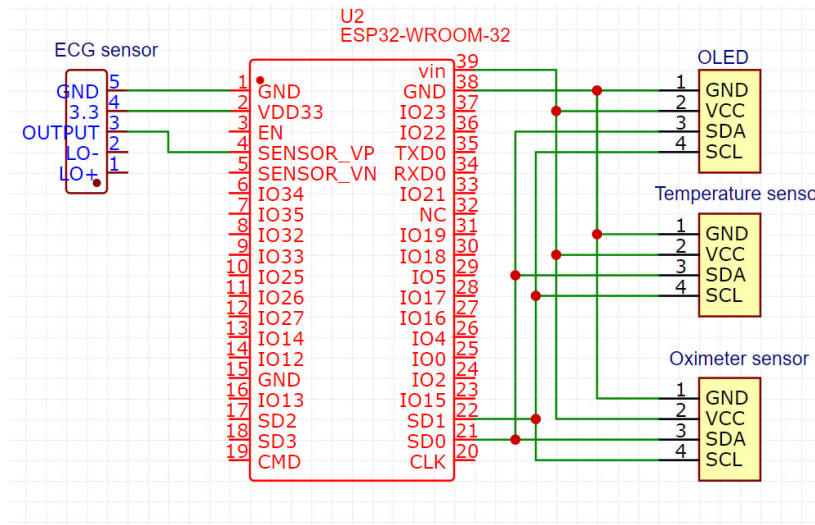 U2
ESP32-WROOM-32
ECG sensor
GND 5
3.3 4
OUTPUT 3
LO- 2
LO+ 1
1 GND
2 VDD33
3 EN
4 SENSOR_VP
5 SENSOR_VN
6 IO34
7 IO35
8 IO32
9 IO33
10 IO25
11 IO26
12 IO27
13 IO14
14 IO12
15 GND
16 IO13
17 SD2
18 SD3
19 CMD
vin 39
GND 38
IO23 37
IO22 36
TXD0 35
RXD0 34
IO21 33
NC 32
IO19 31
IO18 30
IO5 29
IO17 28
IO16 27
IO4 26
IO0 25
IO2 24
IO15 23
SD1 22
SD0 21
CLK 20
OLED
1 GND
2 VCC
3 SDA
4 SCL
Temperature senso
1 GND
2 VCC
3 SDA
4 SCL
Oximeter sensor
1 GND
2 VCC
3 SDA
4 SCL